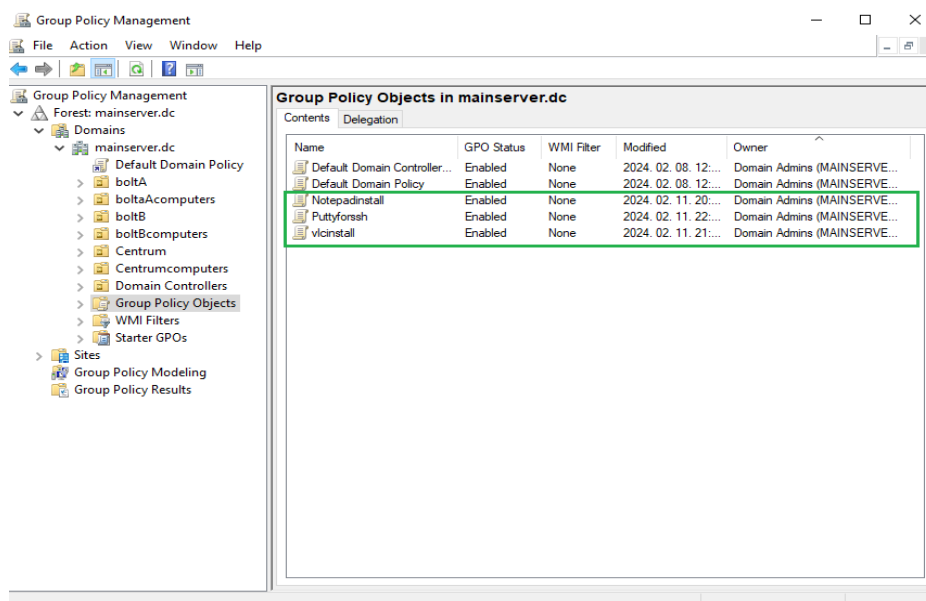 Group Policy Management
File Action View Window Help
Group Policy Management
Forest: mainserver.dc
Domains
mainserver.dc
Default Domain Policy
boltA
boltaAcomputers
boltB
boltBcomputers
Centrum
Centrumcomputers
Domain Controllers
Group Policy Objects
WMI Filters
Starter GPOs
Sites
Group Policy Modeling
Group Policy Results
Group Policy Objects in mainserver.dc
Contents Delegation
Name GPO Status WMI Filter Modified Owner
Default Domain Controller... Enabled None 2024. 02. 08. 12:... Domain Admins (MAINSERVE...
Default Domain Policy Enabled None 2024. 02. 08. 12:... Domain Admins (MAINSERVE...
Notepadinstall Enabled None 2024. 02. 11. 20:... Domain Admins (MAINSERVE...
Puttyforssh Enabled None 2024. 02. 11. 22:... Domain Admins (MAINSERVE...
vlcinstall Enabled None 2024. 02. 11. 21:... Domain Admins (MAINSERVE...